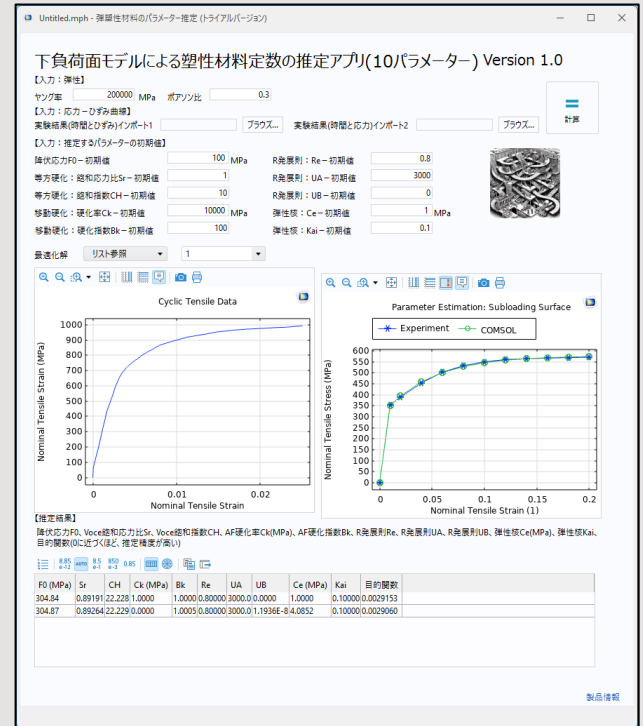 Untitled.mph - 弾塑性材料のパラメーター推定 (トライアルバージョン)
下負荷面モデルによる塑性材料定数の推定アプリ(10パラメーター) Version 1.0
【入力：弾性】
ヤング率 200000 MPa ポアソン比 0.3
【入力：応力－ひずみ曲線】
実験結果(時間とひずみ)インポート1 ブラウズ... 実験結果(時間と応力)インポート2 ブラウズ...
計算
【入力：推定するパラメーターの初期値】
降伏応力F0－初期値 100 MPa R発展則：Re－初期値 0.8
等方硬化：飽和応力比Sr－初期値 1 R発展則：UA－初期値 3000
等方硬化：飽和指数CH－初期値 10 R発展則：UB－初期値 0
移動硬化：硬化率Ck－初期値 10000 MPa 弾性核：Ce－初期値 1 MPa
移動硬化：硬化指数Bk－初期値 100 弾性核：Kai－初期値 0.1
最適化解 リスト参照 1
Cyclic Tensile Data
Nominal Tensile Strain (MPa)
1000
900
800
700
600
500
400
300
200
100
0
0 0.01 0.02
Nominal Tensile Strain
Parameter Estimation: Subloading Surface
Experiment COMSOL
Nominal Tensile Stress (MPa)
600
550
500
450
400
350
300
250
200
150
100
50
0
0 0.05 0.1 0.15 0.2
Nominal Tensile Strain (1)
【推定結果】
降伏応力F0、Voce飽和応力比Sr、Voce飽和指数CH、AF硬化率Ck(MPa)、AF硬化指数Bk、R発展則Re、R発展則UA、R発展則UB、弾性核Ce(MPa)、弾性核Kai、
目的関数(0に近づくほど、推定精度が高い)
8.85 e-12 AUTO 8.5 e-1 850 e-3 0.85
F0 (MPa) Sr CH Ck (MPa) Bk Re UA UB Ce (MPa) Kai 目的関数
304.84 0.89191 22.228 1.0000 1.0000 0.80000 3000.0 0.0000 1.0000 0.10000 0.0029153
304.87 0.89264 22.229 0.0000 1.0005 0.80000 3000.0 1.1936E-8 4.0852 0.10000 0.0029060
製品情報